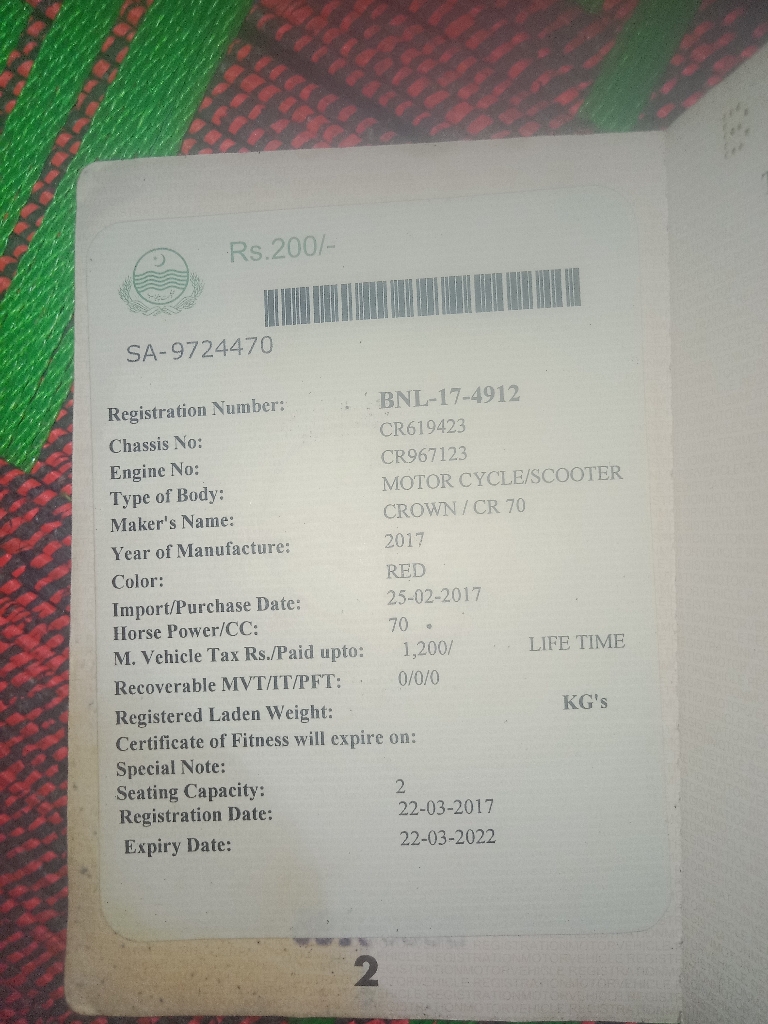 Rs.200/-
SA-9724470
Registration Number: BNL-17-4912
Chassis No: CR619423
Engine No: CR967123
Type of Body: MOTOR CYCLE/SCOOTER
Maker's Name: CROWN / CR 70
Year of Manufacture: 2017
Color: RED
Import/Purchase Date: 25-02-2017
Horse Power/CC: 70
M. Vehicle Tax Rs./Paid upto: 1,200/ LIFE TIME
Recoverable MVT/IT/PFT: 0/0/0
Registered Laden Weight: KG's
Certificate of Fitness will expire on:
Special Note:
Seating Capacity: 2
Registration Date: 22-03-2017
Expiry Date: 22-03-2022
2